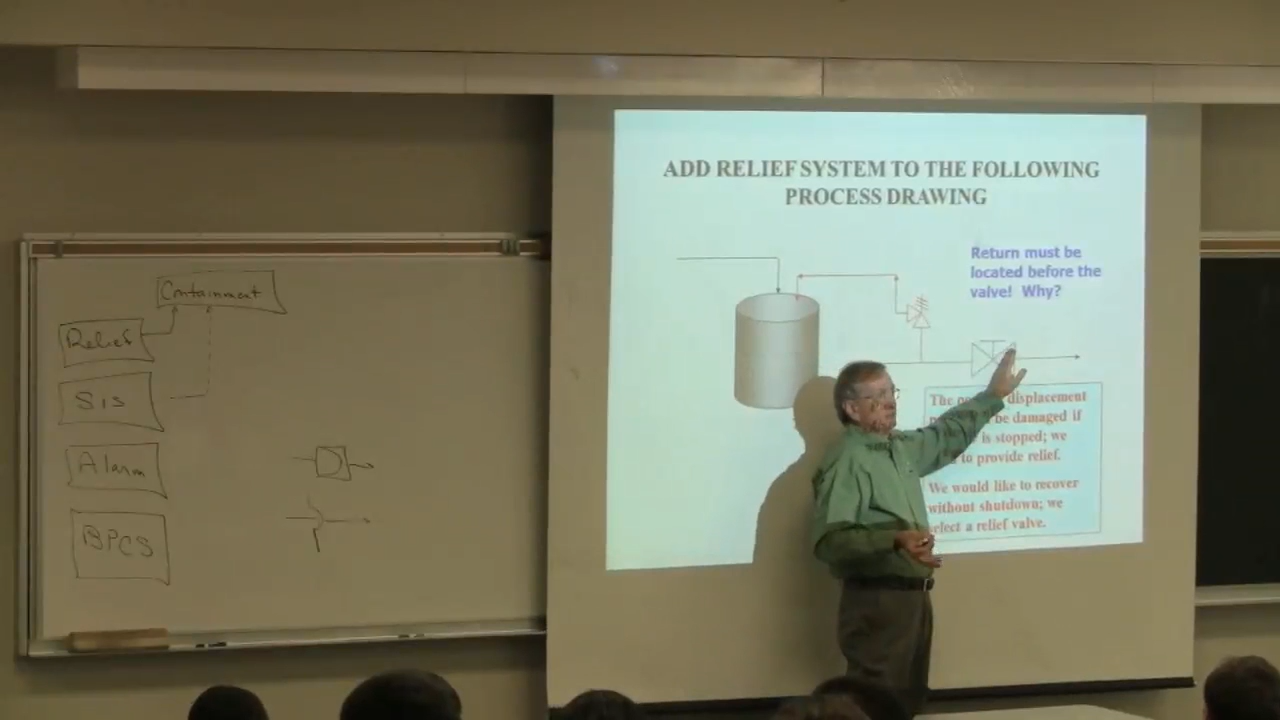 Containment
Relief
SIS
Alarm
BPCS
ADD RELIEF SYSTEM TO THE FOLLOWING
PROCESS DRAWING
Return must be
located before the
valve! Why?
The displacement
be damaged if
is stopped; we
to provide relief.
We would like to recover
without shutdown; we
select a relief valve.